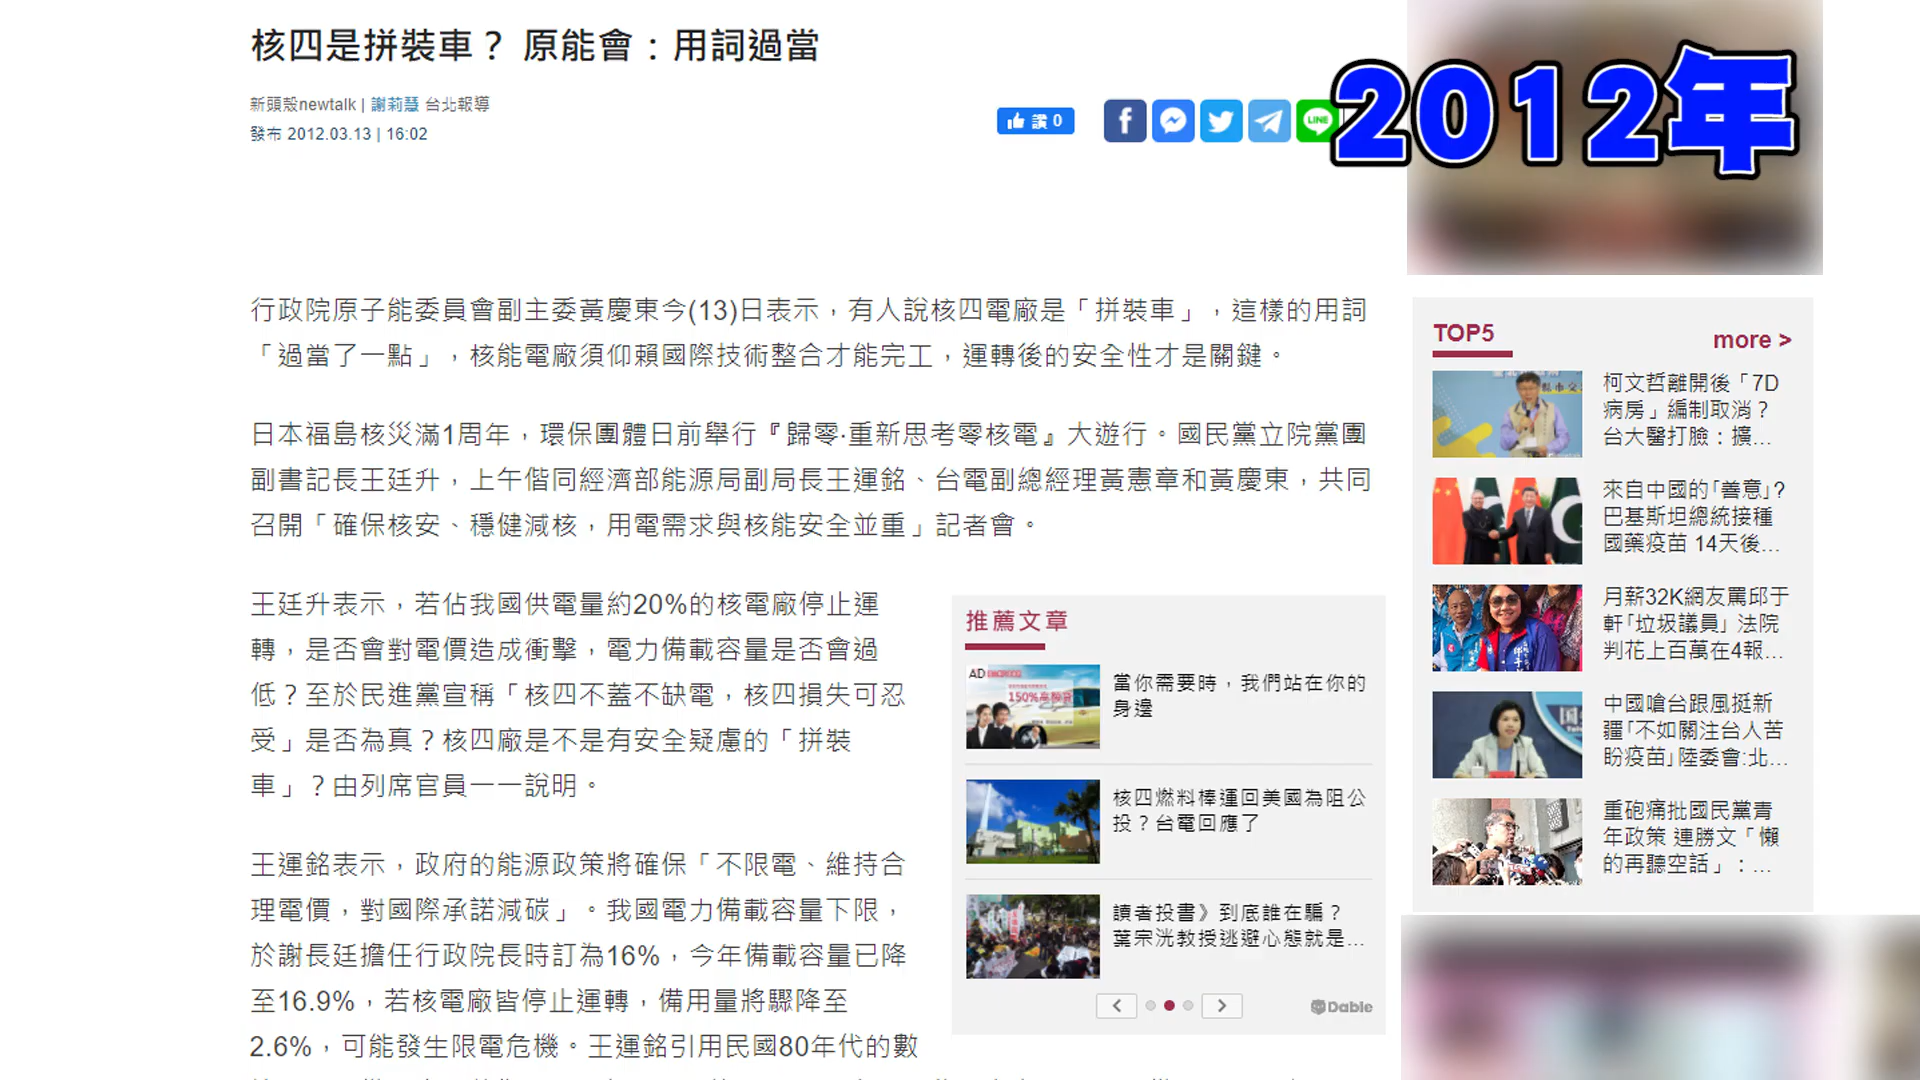 核四是拼裝車？ 原能會：用詞過當
新頭殼newtalk | 謝莉慧 台北報導
發布 2012.03.13 | 16:02
讚 0
LINE
2012年
行政院原子能委員會副主委黃慶東今(13)日表示，有人說核四電廠是「拼裝車」，這樣的用詞
「過當了一點」，核能電廠須仰賴國際技術整合才能完工，運轉後的安全性才是關鍵。
日本福島核災滿1周年，環保團體日前舉行『歸零‧重新思考零核電』大遊行。國民黨立院黨團
副書記長王廷升，上午偕同經濟部能源局副局長王運銘、台電副總經理黃憲章和黃慶東，共同
召開「確保核安、穩健減核，用電需求與核能安全並重」記者會。
王廷升表示，若佔我國供電量約20%的核電廠停止運
轉，是否會對電價造成衝擊，電力備載容量是否會過
低？至於民進黨宣稱「核四不蓋不缺電，核四損失可忍
受」是否為真？核四廠是不是有安全疑慮的「拼裝
車」？由列席官員一一說明。
王運銘表示，政府的能源政策將確保「不限電、維持合
理電價，對國際承諾減碳」。我國電力備載容量下限，
於謝長廷擔任行政院長時訂為16%，今年備載容量已降
至16.9%，若核電廠皆停止運轉，備用量將驟降至
2.6%，可能發生限電危機。王運銘引用民國80年代的數
推薦文章
AD
150%
當你需要時，我們站在你的
身邊
核四燃料棒運回美國為阻公
投？台電回應了
讀者投書》到底誰在騙？
葉宗洸教授逃避心態就是...
Dable
TOP5
more >
柯文哲離開後「7D
病房」編制取消？
台大醫打臉：擴...
來自中國的「善意」？
巴基斯坦總統接種
國藥疫苗 14天後...
月薪32K網友罵邱于
軒「垃圾議員」 法院
判花上百萬在4報...
中國嗆台跟風挺新
疆「不如關注台人苦
盼疫苗」陸委會:北...
重砲痛批國民黨青
年政策 連勝文「懶
的再聽空話」：...